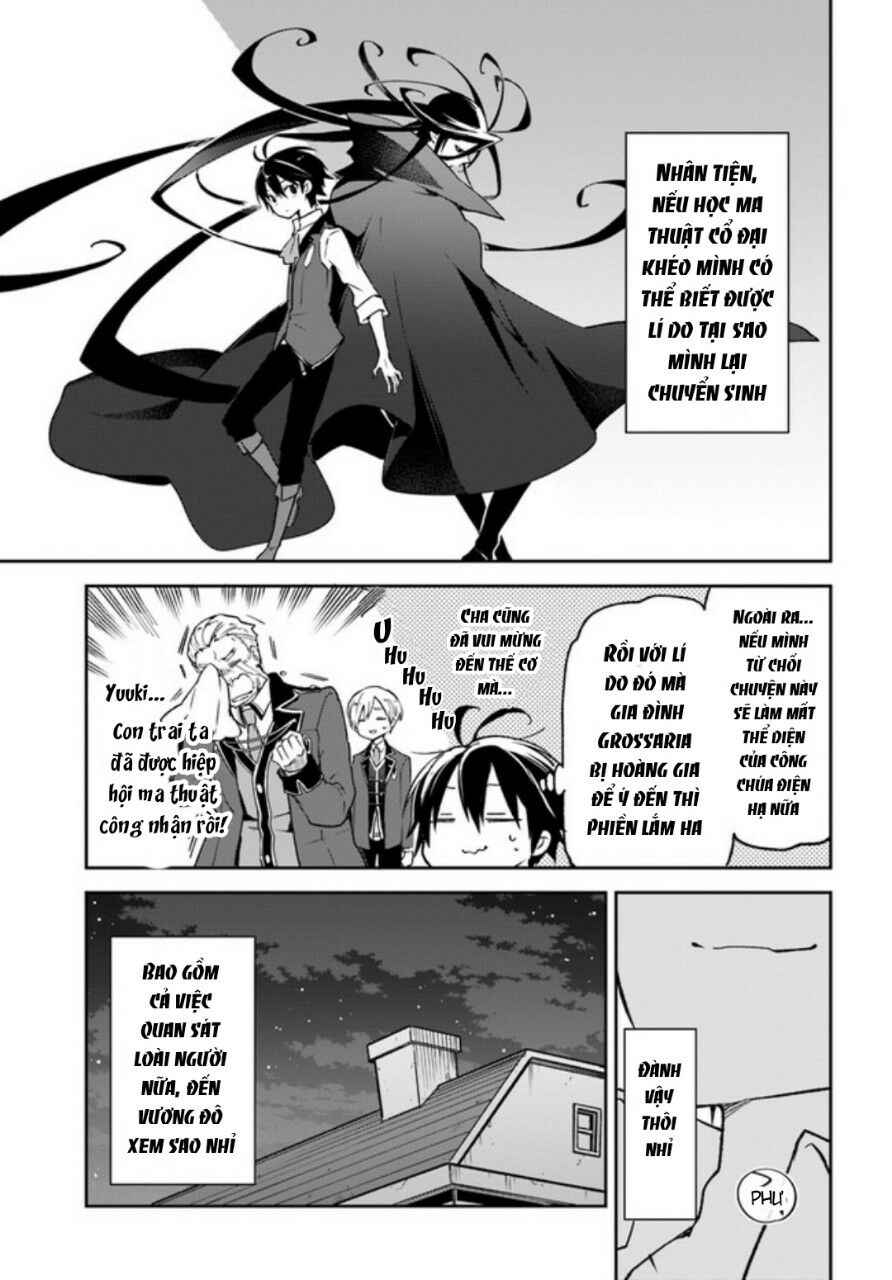 NHÂN TIỆN,
NẾU HỌC MA
THUẬT CỔ ĐẠI
KHÉO MÌNH CÓ
THỂ BIẾT ĐƯỢC
LÍ DO TẠI SAO
MÌNH LẠI
CHUYỂN SINH
NGOÀI RA...
NẾU MÌNH
TỪ CHỐI
CHUYỆN NÀY
SẼ LÀM MẤT
THỂ DIỆN
CỦA CÔNG
CHÚA ĐIỆN
HẠ NỮA
RỒI VỚI LÍ
DO ĐÓ MÀ
GIA ĐÌNH
GROSSARIA
BỊ HOÀNG GIA
ĐỂ Ý ĐẾN THÌ
PHIỀN LẮM HA
CHA CŨNG
ĐÃ VUI MỪNG
ĐẾN THẾ CƠ
MÀ...
U
HU
HU
HU
HU
Yuuki...
Con trai ta
đã được hiệp
hội ma thuật
công nhận rồi!
ĐÀNH
VẬY
THÔI
NHỈ
PHƯ
BAO GỒM
CẢ VIỆC
QUAN SÁT
LOÀI NGƯỜI
NỮA, ĐẾN
VƯƠNG ĐÔ
XEM SAO NHỈ